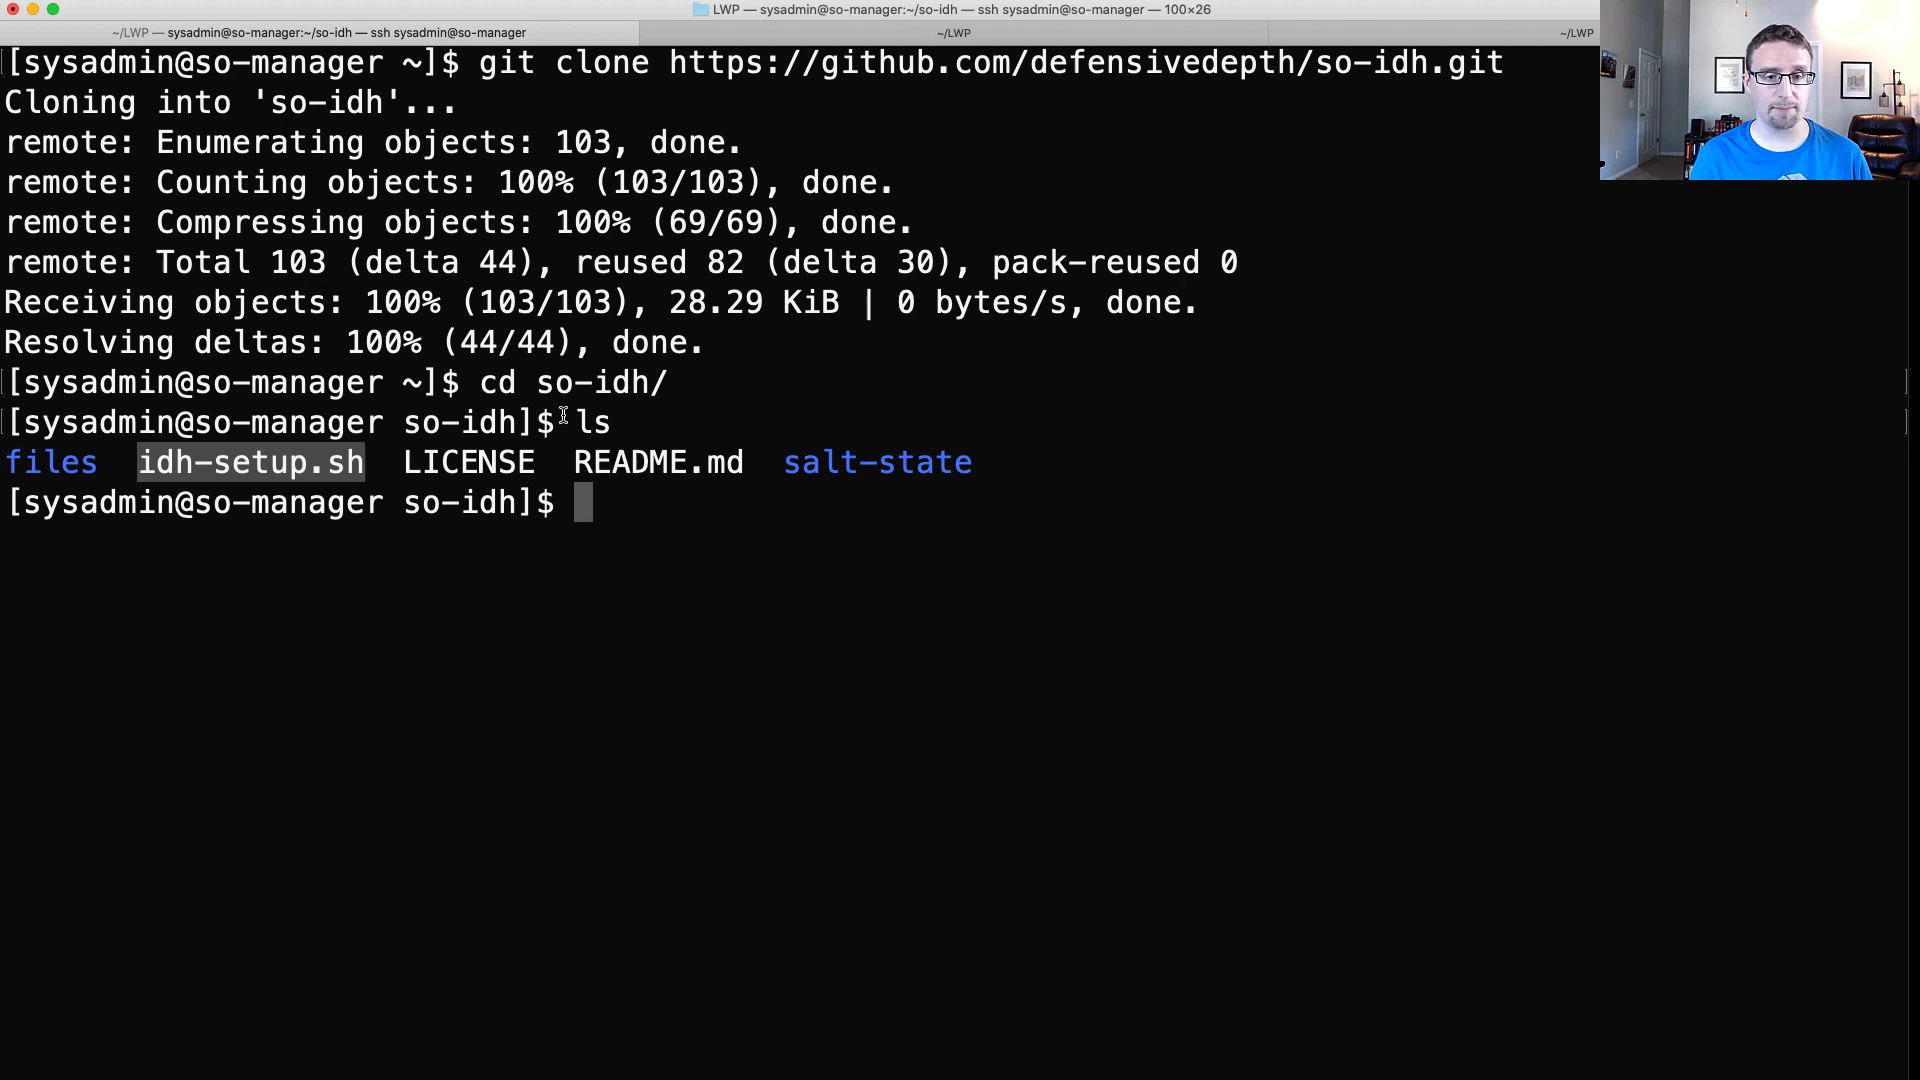 LWP — sysadmin@so-manager:~/so-idh — ssh sysadmin@so-manager — 100×26
~/LWP — sysadmin@so-manager:~/so-idh — ssh sysadmin@so-manager
~/LWP
~/LWP
[sysadmin@so-manager ~]$ git clone https://github.com/defensivedepth/so-idh.git
Cloning into 'so-idh'...
remote: Enumerating objects: 103, done.
remote: Counting objects: 100% (103/103), done.
remote: Compressing objects: 100% (69/69), done.
remote: Total 103 (delta 44), reused 82 (delta 30), pack-reused 0
Receiving objects: 100% (103/103), 28.29 KiB | 0 bytes/s, done.
Resolving deltas: 100% (44/44), done.
[sysadmin@so-manager ~]$ cd so-idh/
[sysadmin@so-manager so-idh]$ ls
files  idh-setup.sh  LICENSE  README.md  salt-state
[sysadmin@so-manager so-idh]$